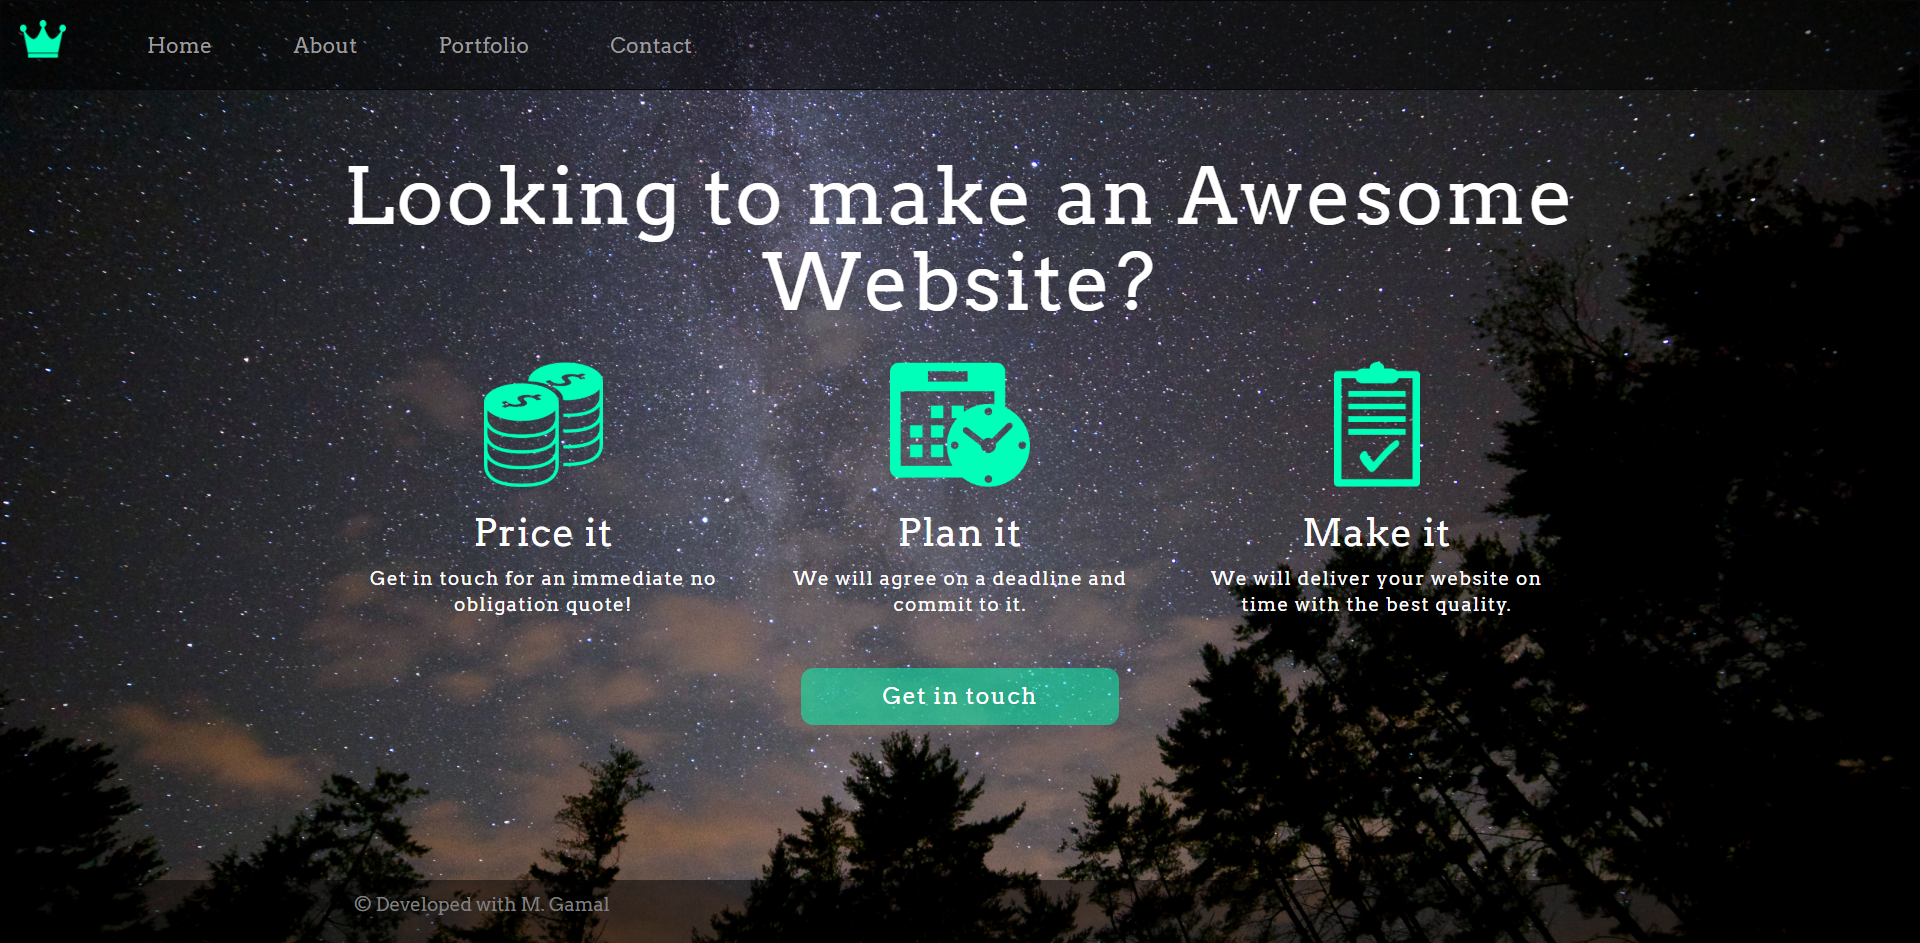 Home About Portfolio Contact
Looking to make an Awesome
Website?
Price it
Get in touch for an immediate no
obligation quote!
Plan it
We will agree on a deadline and
commit to it.
Make it
We will deliver your website on
time with the best quality.
Get in touch
© Developed with M. Gamal